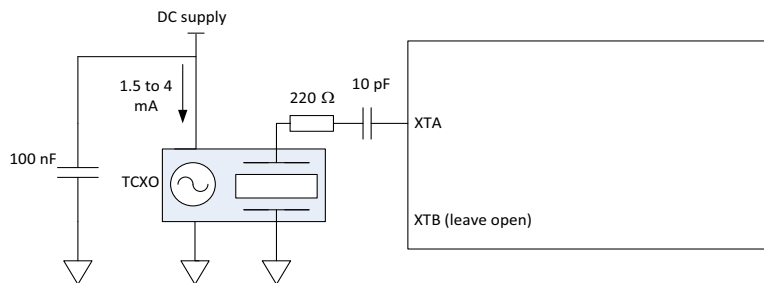 DC supply
1.5 to 4
mA
220 Ω
10 pF
XTA
100 nF
TCXO
XTB (leave open)